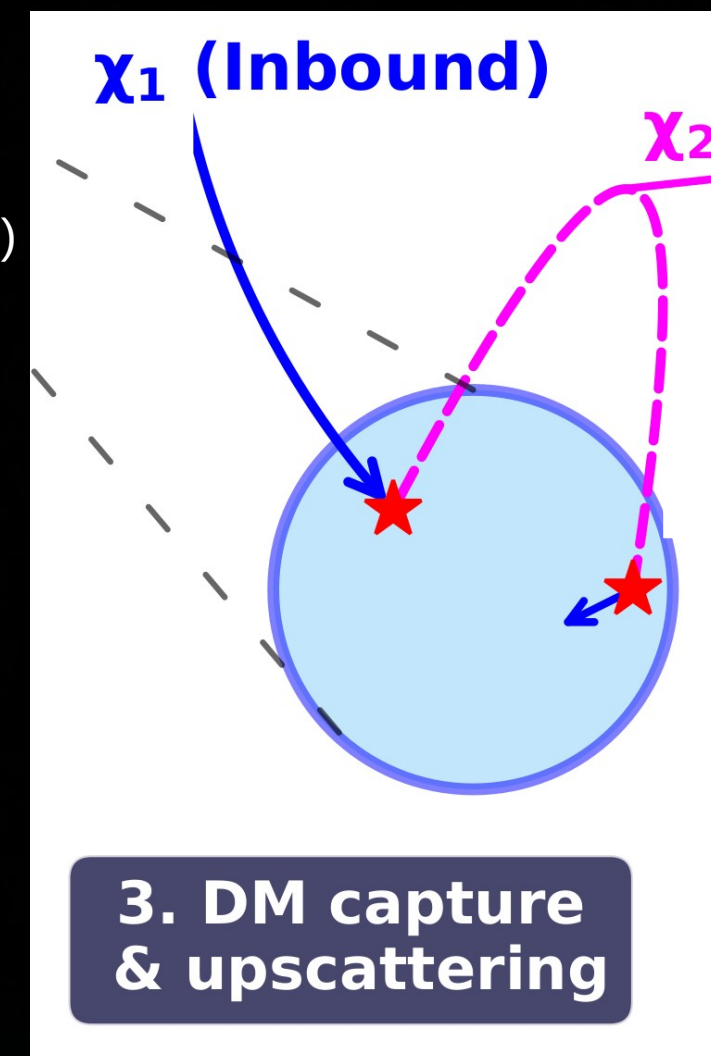 χ₁ (Inbound)
χ₂
)
3. DM capture
& upscattering